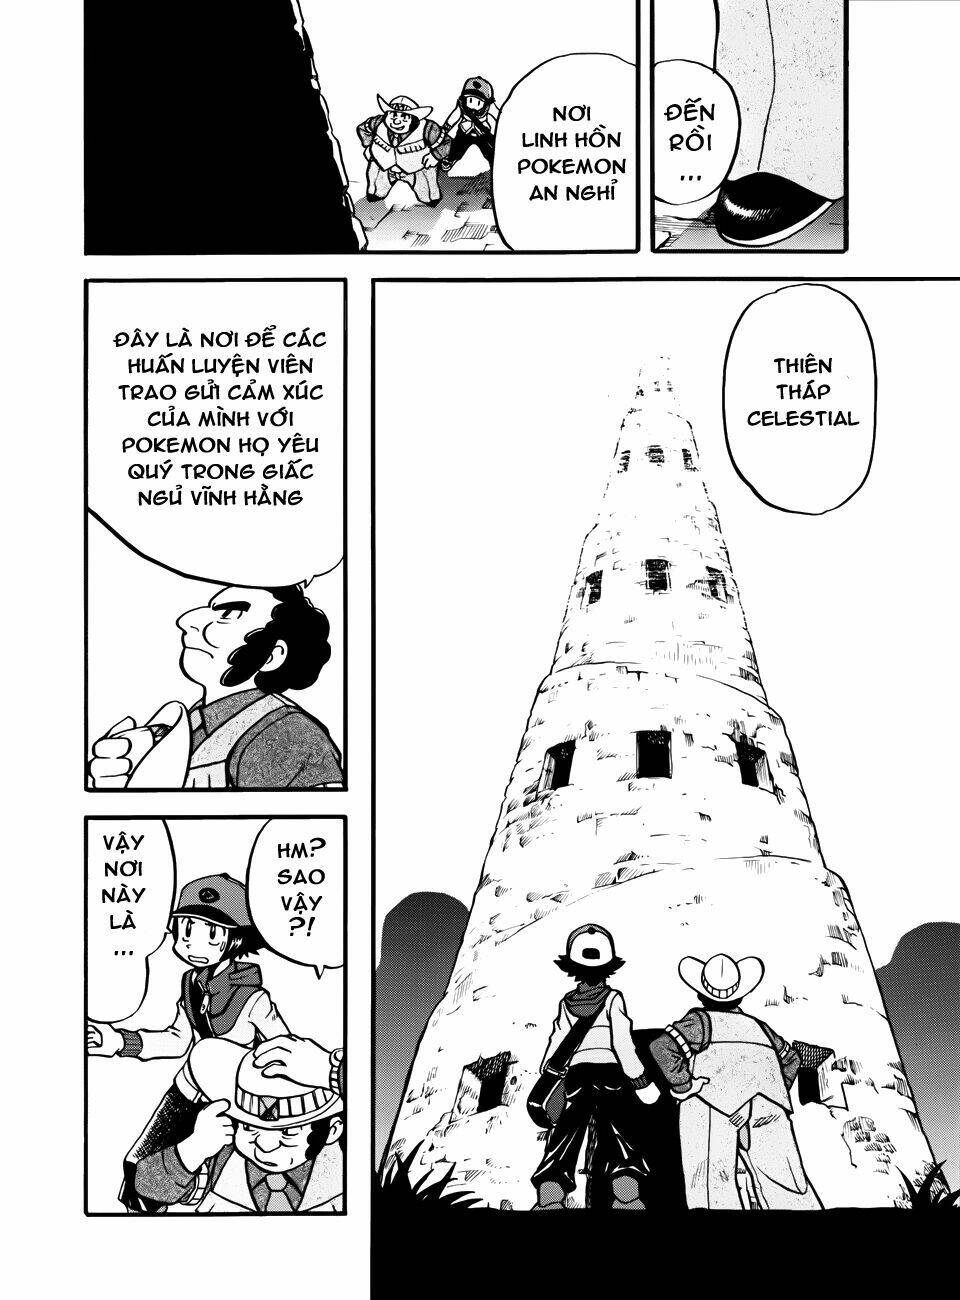 ĐẾN
RỒI
...
NƠI
LINH HỒN
POKEMON
AN NGHỈ
THIÊN
THÁP
CELESTIAL
ĐÂY LÀ NƠI ĐỂ CÁC
HUẤN LUYỆN VIÊN
TRAO GỬI CẢM XÚC
CỦA MÌNH VỚI
POKEMON HỌ YÊU
QUÝ TRONG GIẤC
NGỦ VĨNH HẰNG
HM?
SAO
VẬY
?!
VẬY
NƠI
NÀY
LÀ
...